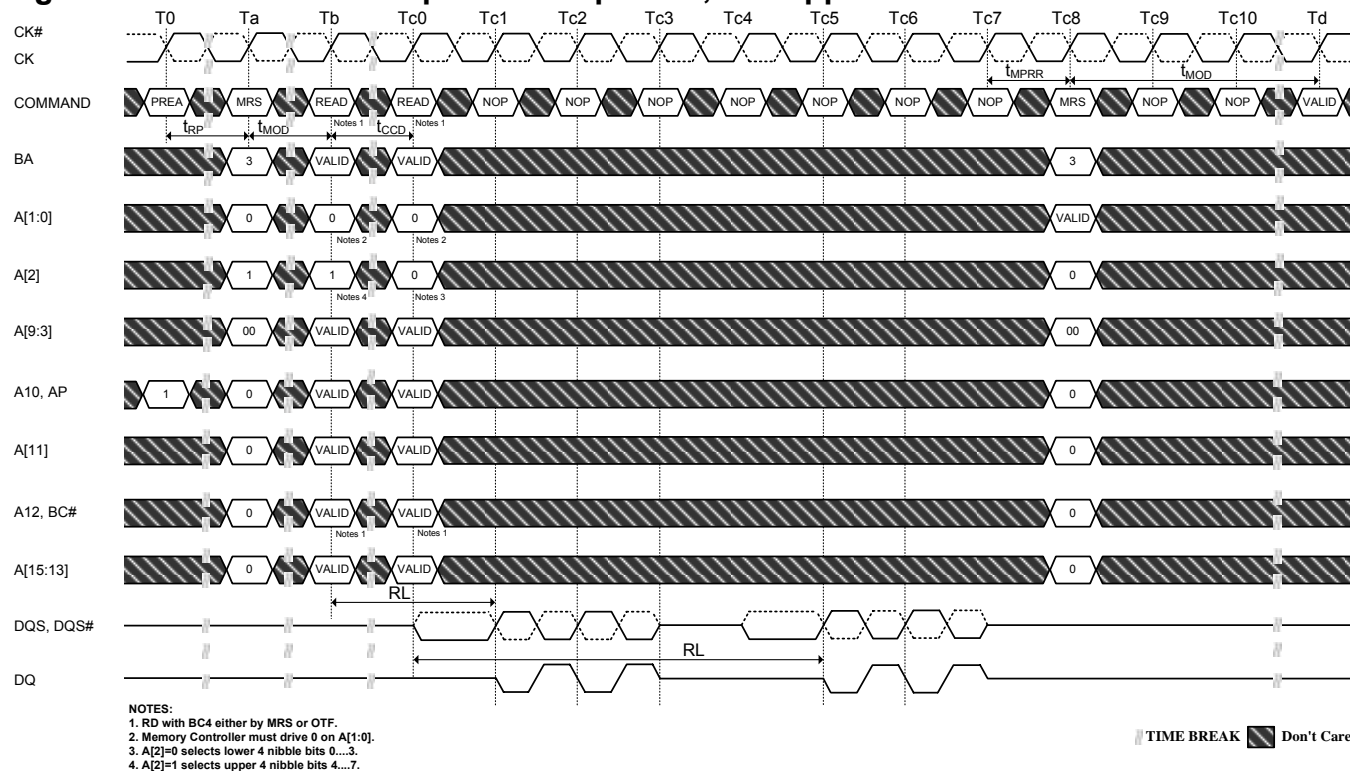 T0 Ta Tb Tc0 Tc1 Tc2 Tc3 Tc4 Tc5 Tc6 Tc7 Tc8 Tc9 Tc10 Td
CK#
CK
tMPRR tMOD
COMMAND PREA MRS READ READ NOP NOP NOP NOP NOP NOP NOP MRS NOP NOP VALID
Notes 1 Notes 1
tRP tMOD tCCD
BA 3 VALID VALID 3
A[1:0] 0 0 0 VALID
Notes 2 Notes 2
A[2] 1 1 0 0
Notes 4 Notes 3
A[9:3] 00 VALID VALID 00
A10, AP 1 0 VALID VALID 0
A[11] 0 VALID VALID 0
A12, BC# 0 VALID VALID 0
Notes 1 Notes 1
A[15:13] 0 VALID VALID 0
RL
DQS, DQS#
RL
DQ
NOTES:
1. RD with BC4 either by MRS or OTF.
2. Memory Controller must drive 0 on A[1:0].
3. A[2]=0 selects lower 4 nibble bits 0....3.
4. A[2]=1 selects upper 4 nibble bits 4....7.
TIME BREAK Don't Care